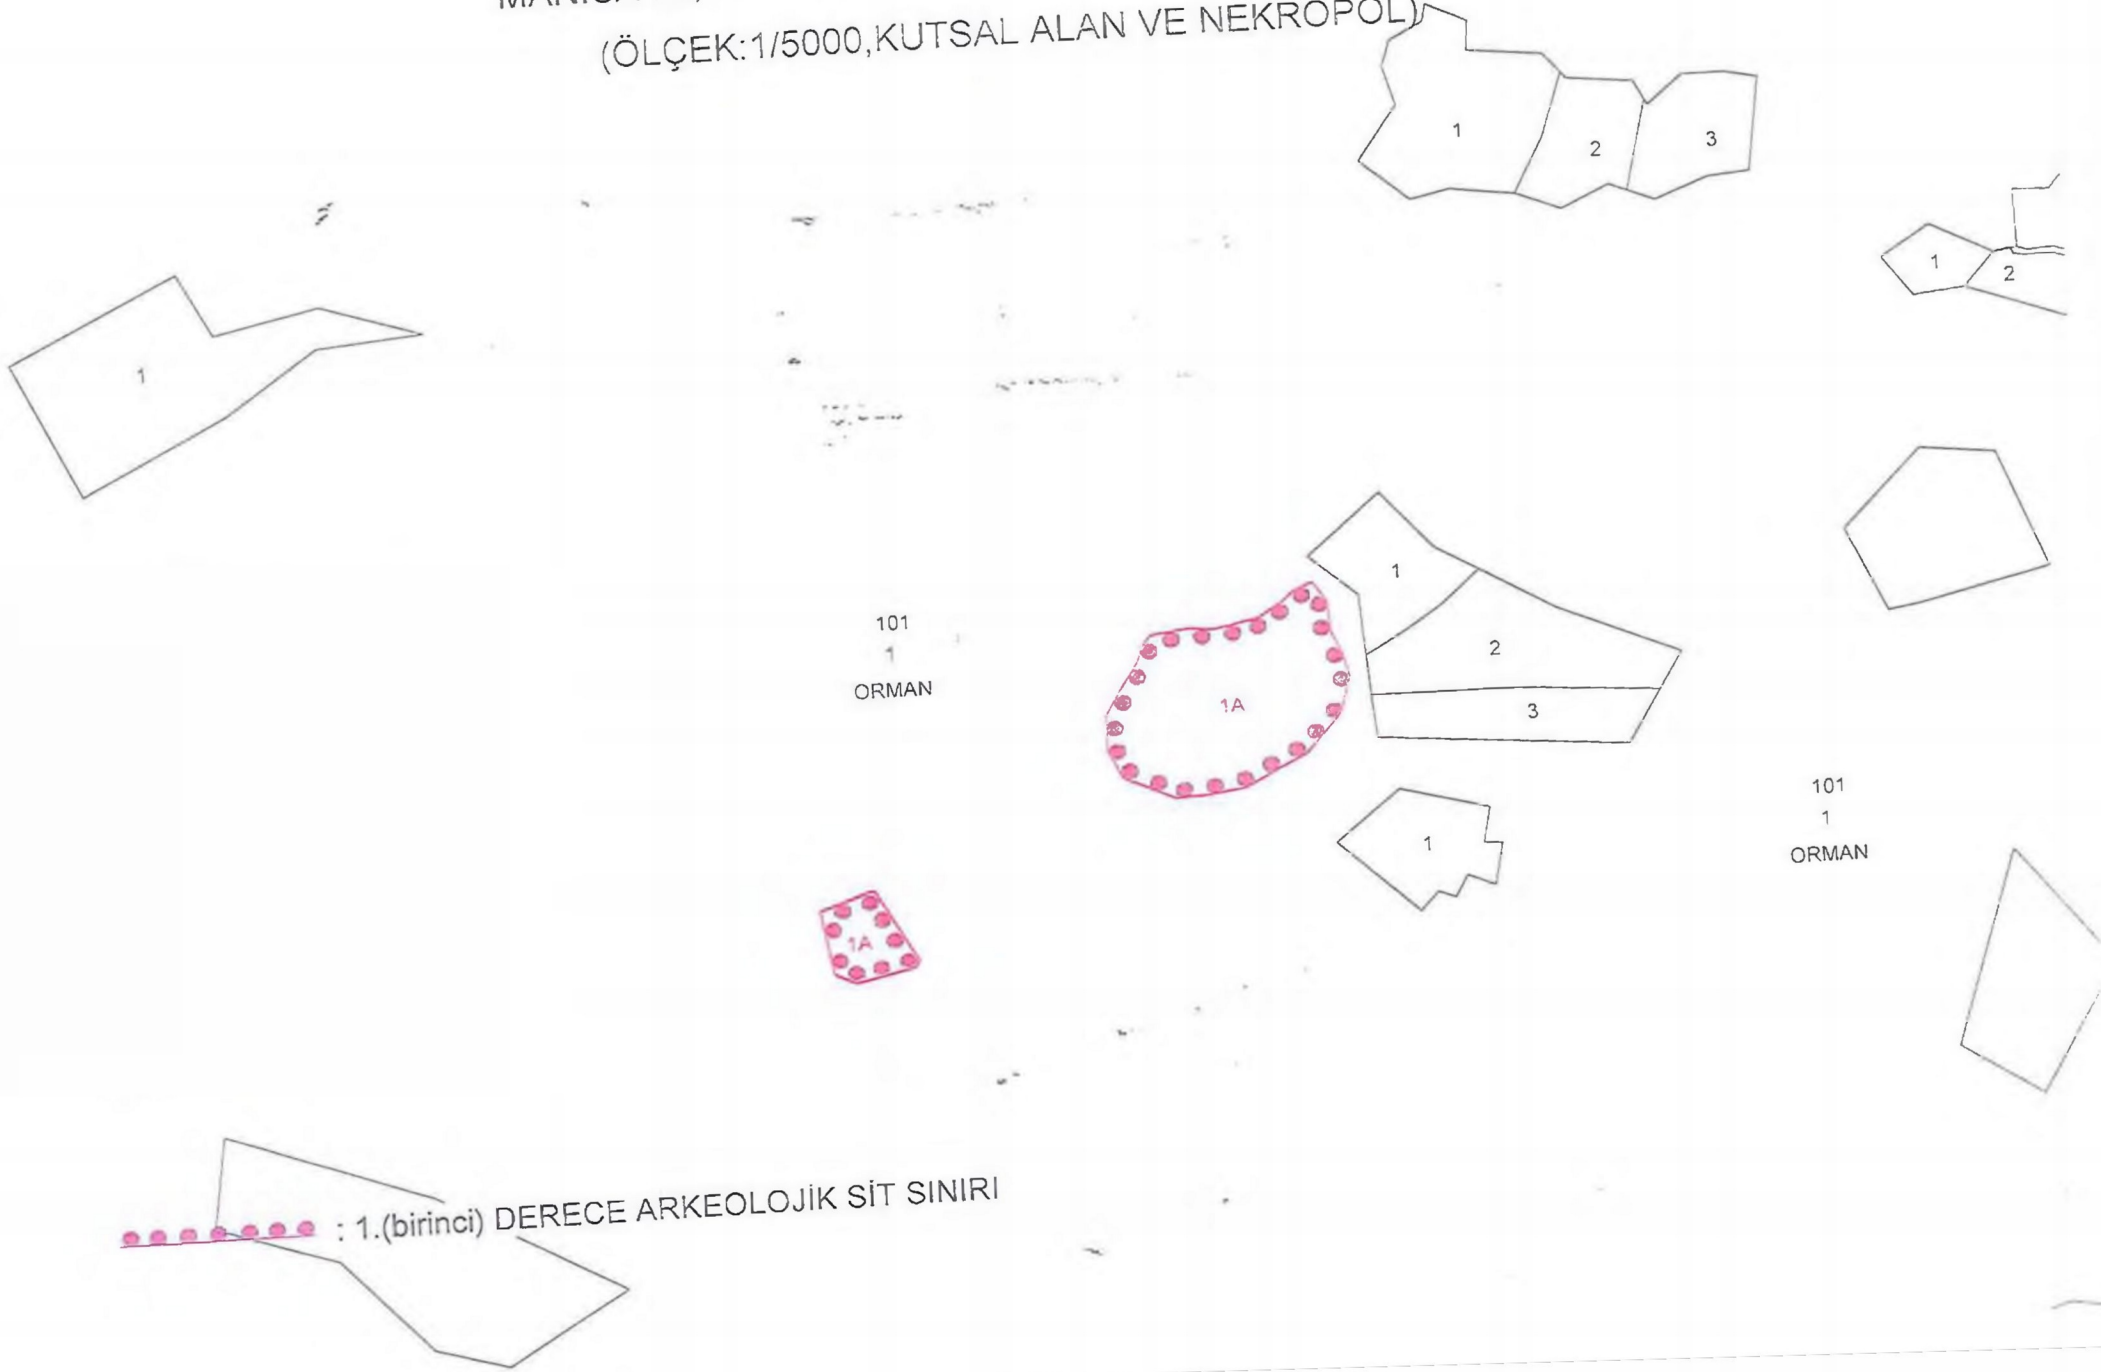 (ÖLÇEK:1/5000,KUTSAL ALAN VE NEKROPOL)
1
2
3
1
2
1
1
2
3
101
1
ORMAN
1A
1
101
1
ORMAN
1A
: 1.(birinci) DERECE ARKEOLOJİK SİT SINIRI